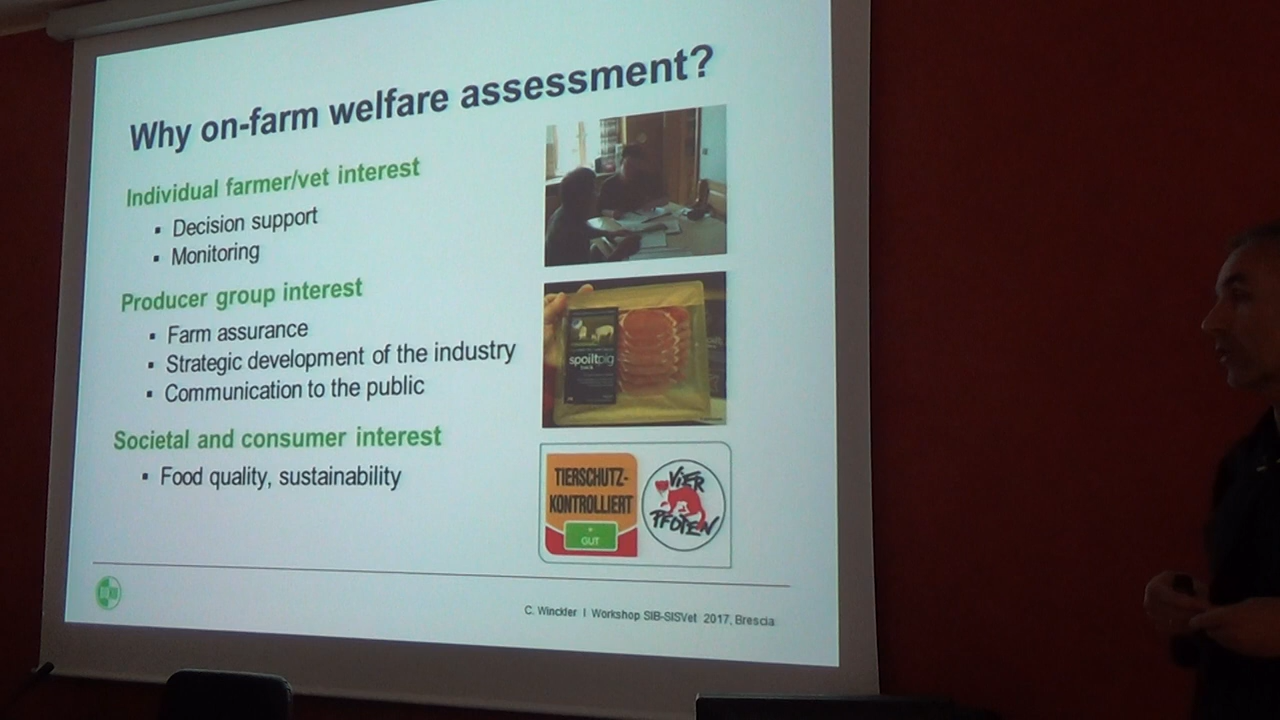 Why on-farm welfare assessment?
Individual farmer/vet interest
▪ Decision support
▪ Monitoring
Producer group interest
▪ Farm assurance
▪ Strategic development of the industry
▪ Communication to the public
Societal and consumer interest
▪ Food quality, sustainability
spoiltpig
TIERSCHUTZ-
KONTROLLIERT
GUT
VIER
PFOTEN
C. Winckler I Workshop SIB-SISVet 2017, Brescia